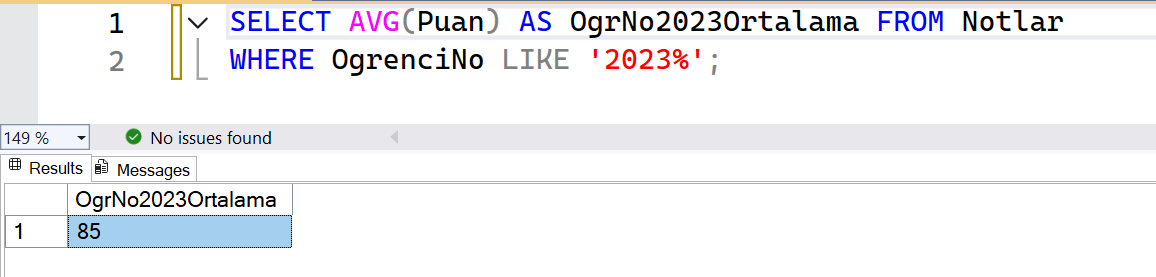 1 SELECT AVG(Puan) AS OgrNo2023Ortalama FROM Notlar
2 WHERE OgrenciNo LIKE '2023%';
149 % No issues found
Results Messages
OgrNo2023Ortalama
1 85